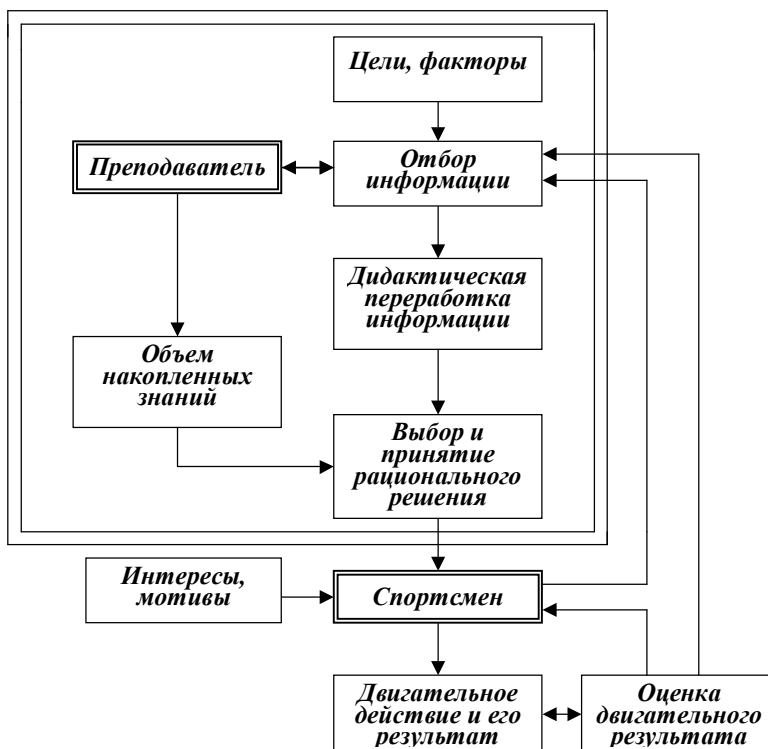 Цели, факторы
Преподаватель
Отбор
информации
Дидактическая
переработка
информации
Объем
накопленных
знаний
Выбор и
принятие
рационального
решения
Интересы,
мотивы
Спортсмен
Двигательное
действие и его
результат
Оценка
двигательного
результата